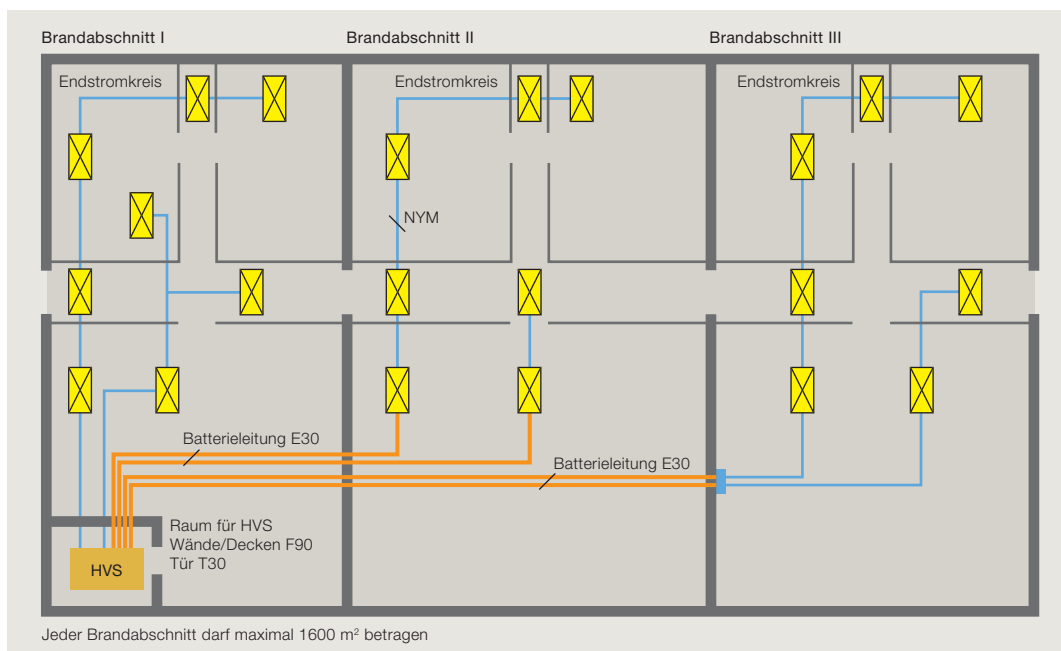 Brandabschnitt I
Brandabschnitt II
Brandabschnitt III
Endstromkreis
Endstromkreis
Endstromkreis
NYM
Batterieleitung E30
Batterieleitung E30
Raum für HVS
Wände/Decken F90
Tür T30
HVS
Jeder Brandabschnitt darf maximal 1600 m² betragen